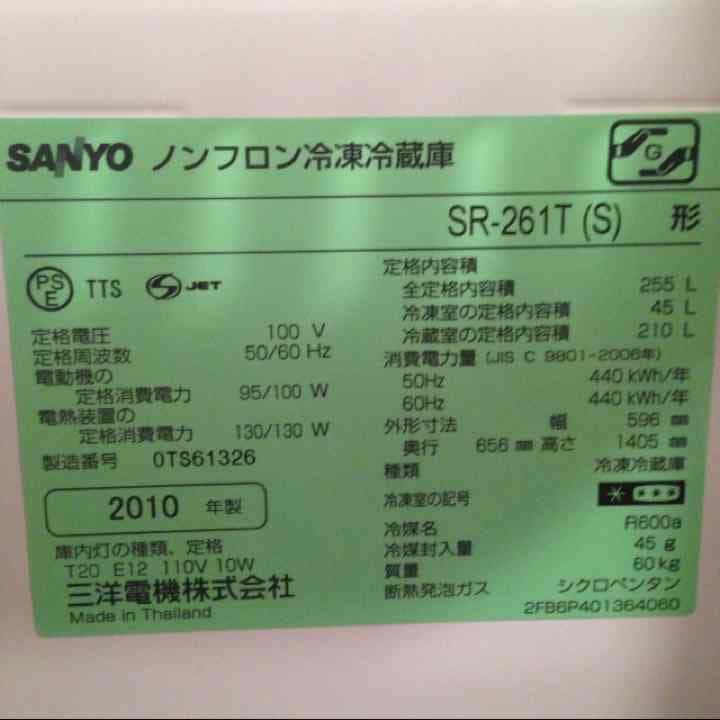 SANYO ノンフロン冷凍冷蔵庫
G
SR-261T (S) 形
PS E TTS S JET
定格電圧 100 V
定格周波数 50/60 Hz
電動機の
定格消費電力 95/100 W
電熱装置の
定格消費電力 130/130 W
製造番号 0TS61326
2010 年製
庫内灯の種類、定格
T20 E12 110V 10W
三洋電機株式会社
Made in Thailand
定格内容積
全定格内容積 255 L
冷凍室の定格内容積 45 L
冷蔵室の定格内容積 210 L
消費電力量 (JIS C 9801-2006年)
50Hz 440 kWh/年
60Hz 440 kWh/年
外形寸法 幅 596 mm
奥行 656 mm 高さ 1405 mm
種類 冷凍冷蔵庫
冷凍室の記号
冷媒名 R600a
冷媒封入量 45 g
質量 60 kg
断熱発泡ガス シクロペンタン
2FB6P401364060